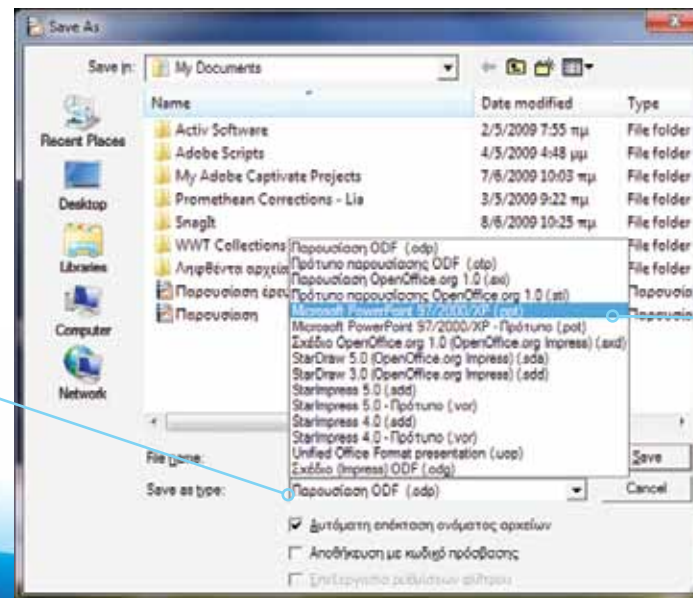 Save As
Save in: My Documents
Name Date modified Type
Recent Places
Desktop
Libraries
Computer
Network
Activ Software 2/5/2009 7:55 πμ File folder
Adobe Scripts 4/5/2009 4:48 μμ File folder
My Adobe Captivate Projects 7/6/2009 10:03 πμ File folder
Promethean Corrections - Lia 3/5/2009 9:22 πμ File folder
SnagIt 8/6/2009 10:25 πμ File folder
WWT Collections File folder
Ληφθέντα αρχεία File folder
Παρουσίαση
Παρουσίαση
Παρουσίαση ODF (.odp)
Πρότυπο παρουσίασης ODF (.otp)
Παρουσίαση OpenOffice.org 1.0 (.sxi)
Πρότυπο παρουσίασης OpenOffice.org 1.0 (.sti)
Microsoft PowerPoint 97/2000/XP (.ppt)
Microsoft PowerPoint 97/2000/XP - Πρότυπο (.pot)
Σχέδιο OpenOffice.org 1.0 (OpenOffice.org Impress) (.sxd)
StarDraw 5.0 (OpenOffice.org Impress) (.sda)
StarDraw 3.0 (OpenOffice.org Impress) (.sdd)
StarImpress 5.0 (.sdd)
StarImpress 5.0 - Πρότυπο (.vor)
StarImpress 4.0 (.sdd)
StarImpress 4.0 - Πρότυπο (.vor)
Unified Office Format presentation (.uop)
Σχέδιο (Impress) ODF (.odg)
File name: Save
Save as type: Παρουσίαση ODF (.odp) Cancel
Αυτόματη επέκταση ονόματος αρχείων
Αποθήκευση με κωδικό πρόσβασης
Επεξεργασία ρυθμίσεων φίλτρου